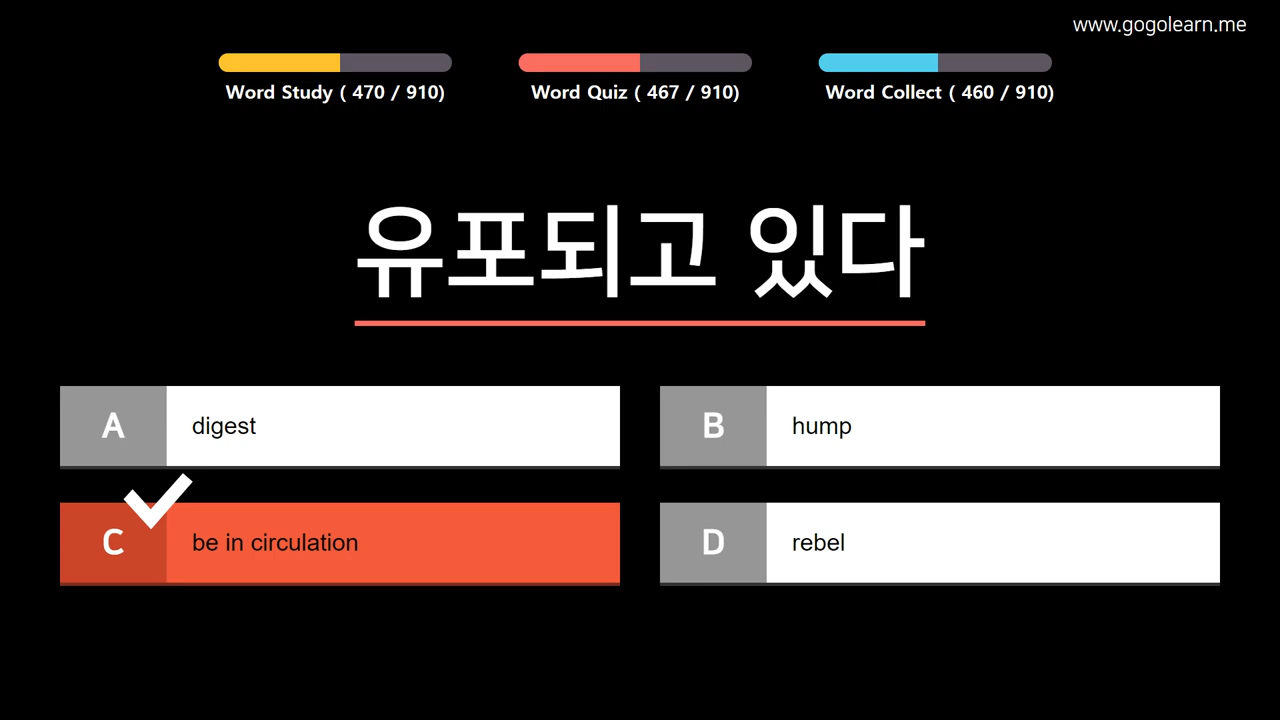 www.gogolearn.me
Word Study ( 470 / 910)
Word Quiz ( 467 / 910)
Word Collect ( 460 / 910)
유포되고 있다
A digest
B hump
C be in circulation
D rebel